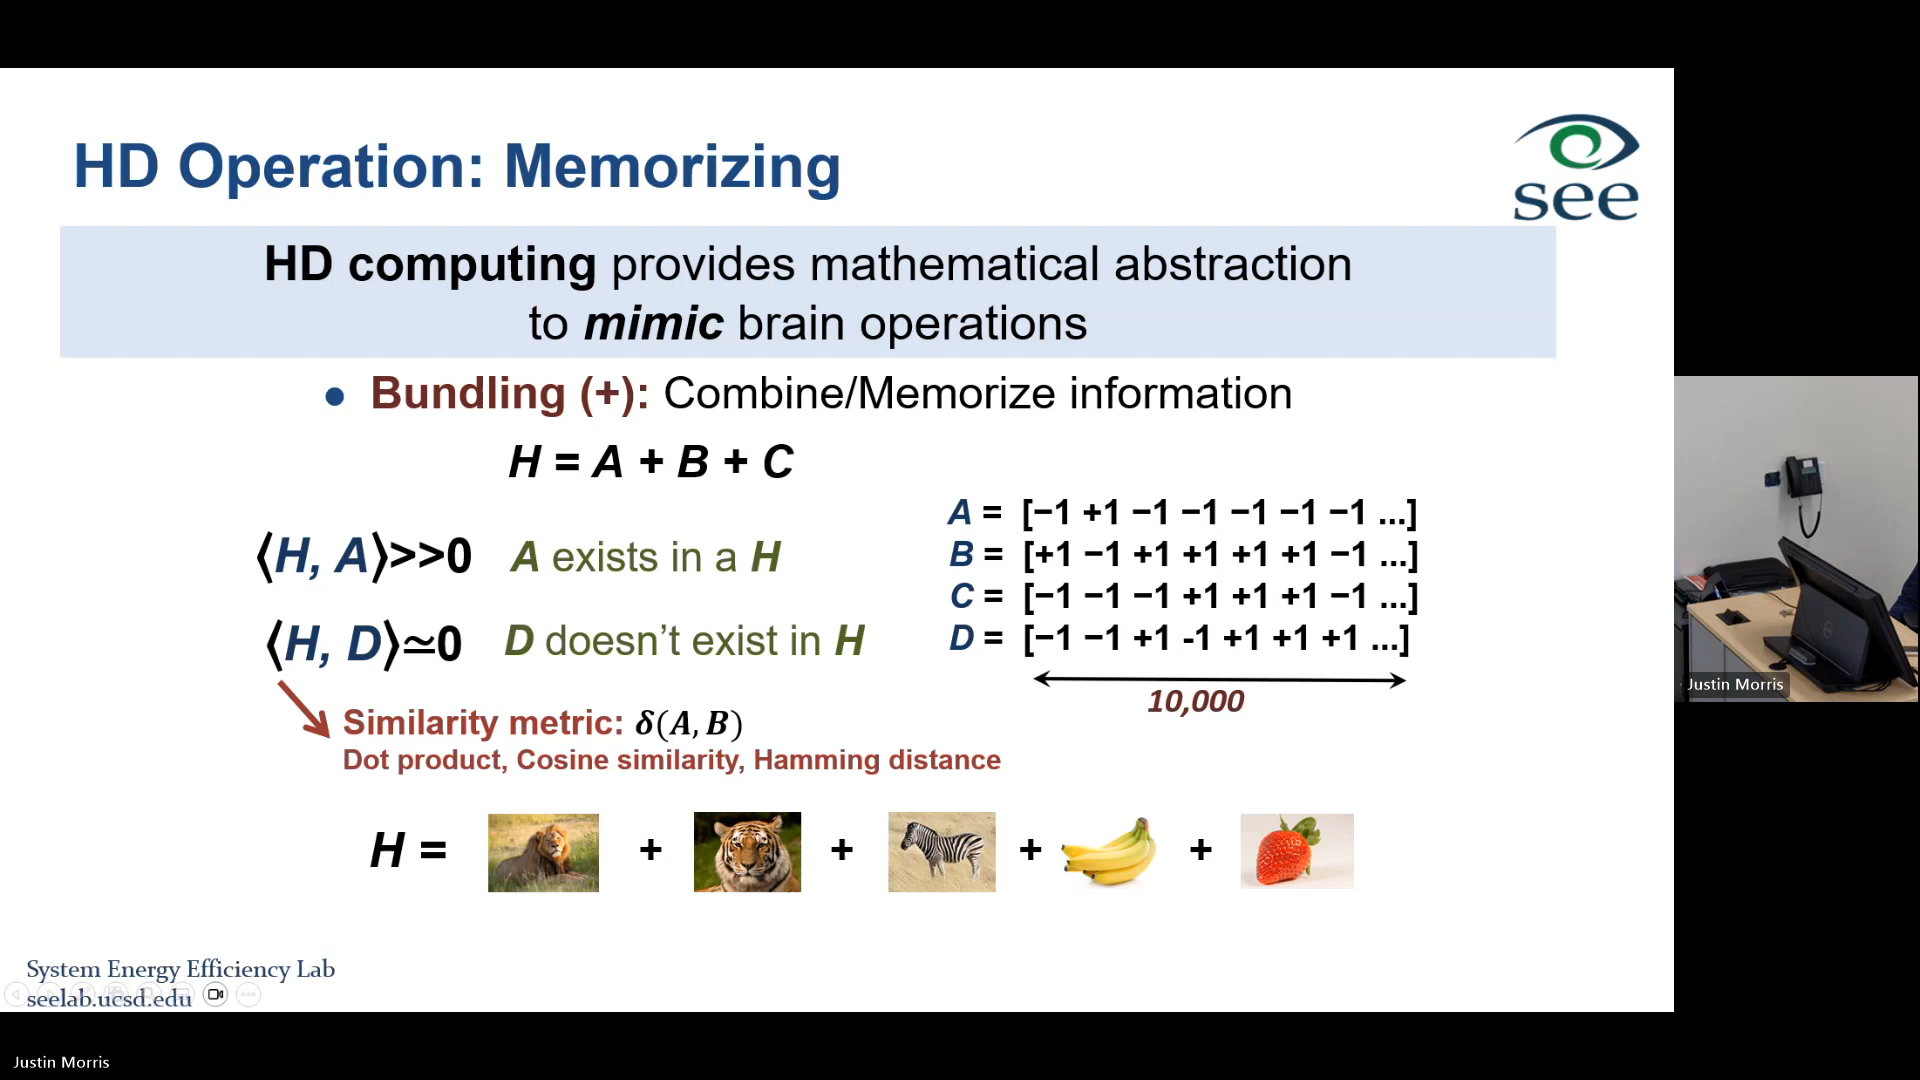 HD Operation: Memorizing
see
HD computing provides mathematical abstraction
to mimic brain operations
• Bundling (+): Combine/Memorize information
H = A + B + C
⟨H, A⟩>>0 A exists in a H
⟨H, D⟩≃0 D doesn't exist in H
A = [−1 +1 −1 −1 −1 −1 −1 ...]
B = [+1 −1 +1 +1 +1 +1 −1 ...]
C = [−1 −1 −1 +1 +1 +1 −1 ...]
D = [−1 −1 +1 -1 +1 +1 +1 ...]
10,000
Similarity metric: δ(A, B)
Dot product, Cosine similarity, Hamming distance
H = + + + +
System Energy Efficiency Lab
seelab.ucsd.edu
Justin Morris
Justin Morris